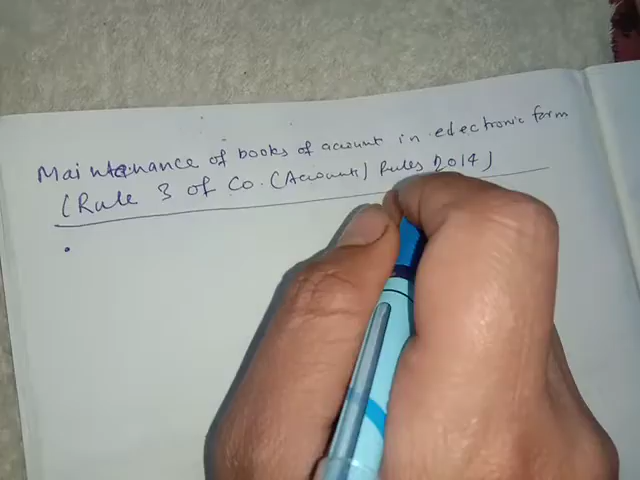 Maintenance of books of account in electronic form
(Rule 3 of Co. (Accounts) Rules 2014)